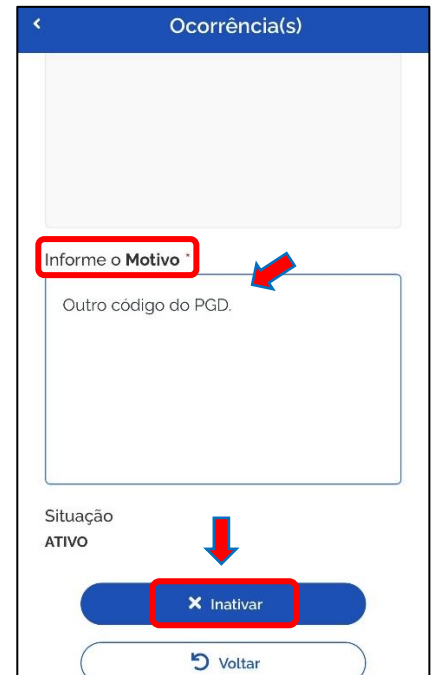 Ocorrência(s)
Informe o Motivo *
Outro código do PGD.
Situação
ATIVO
Inativar
Voltar